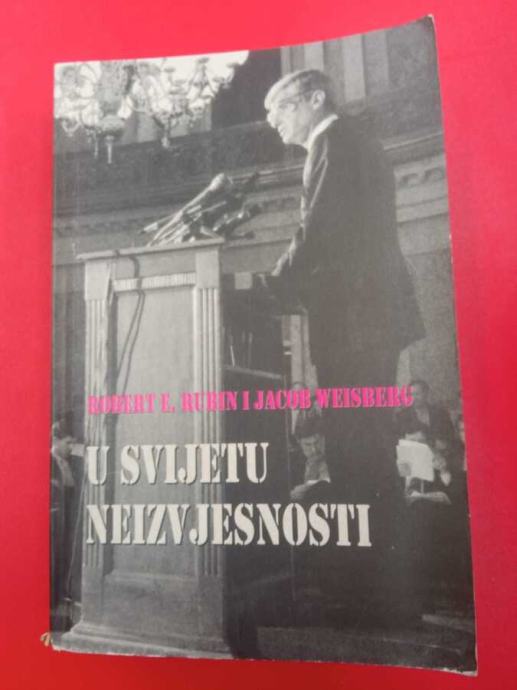 ROBERT E. RUBIN I JACOB WEISBERG
U SVIJETU
NEIZVJESNOSTI